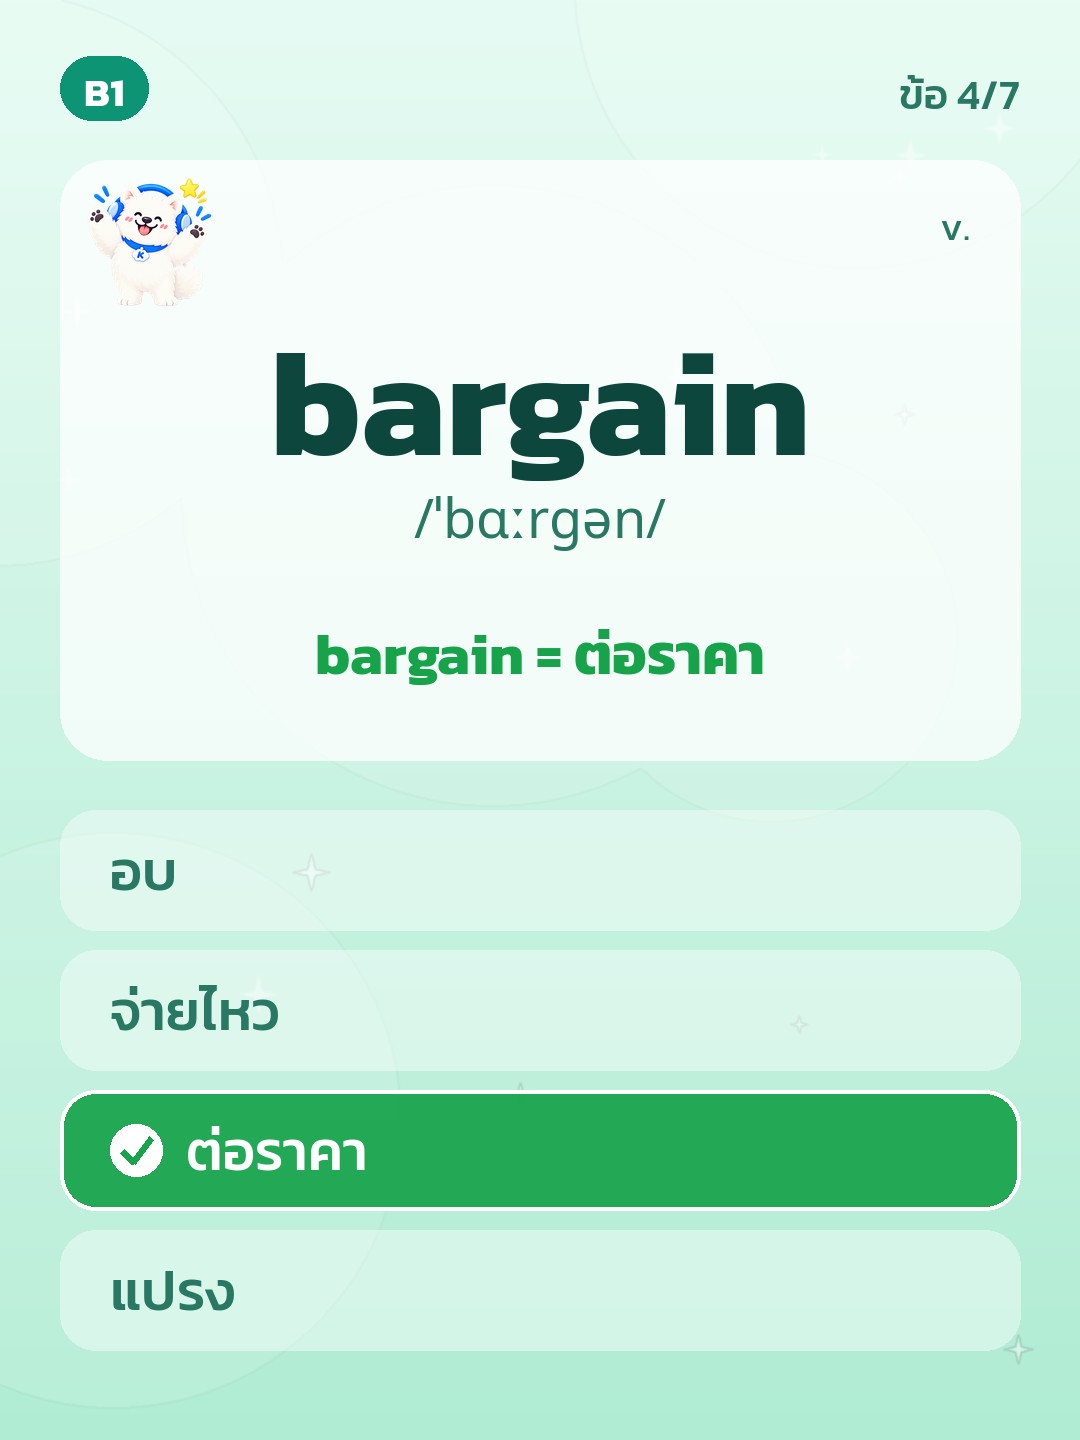 B1
ข้อ 4/7
K
v.
bargain
/ˈbɑːrɡən/
bargain = ต่อราคา
อบ
จ่ายไหว
ต่อราคา
แปรง